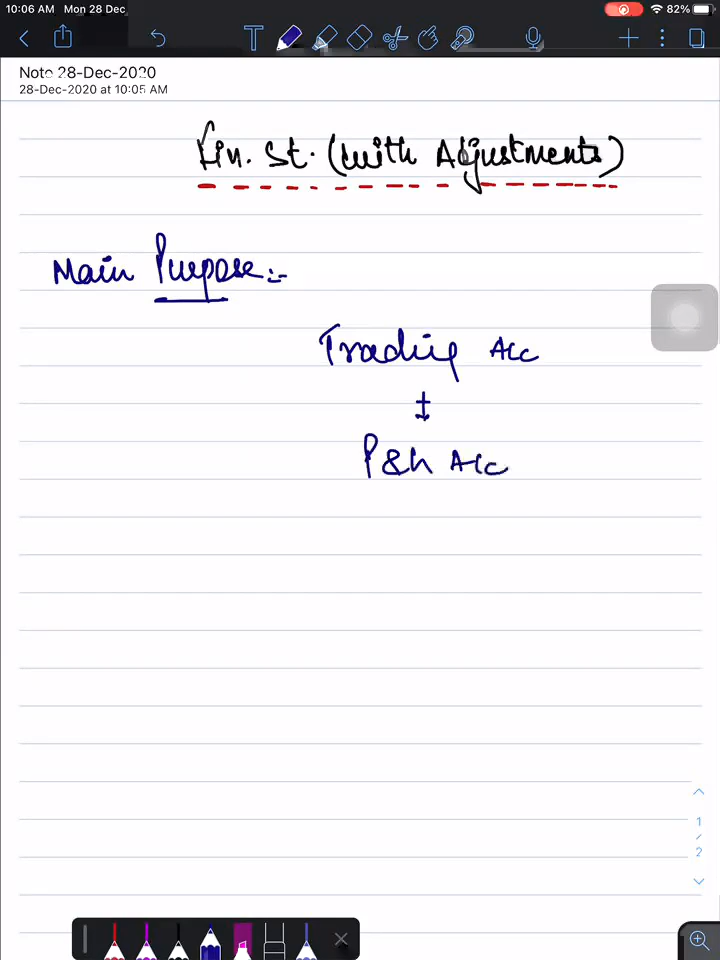 10:06 AM Mon 28 Dec 82%
Note 28-Dec-2020
28-Dec-2020 at 10:05 AM
Fin. St. (with Adjustments)
Main Purpose :-
Trading A/c
↓
P & L A/c
1
/
2